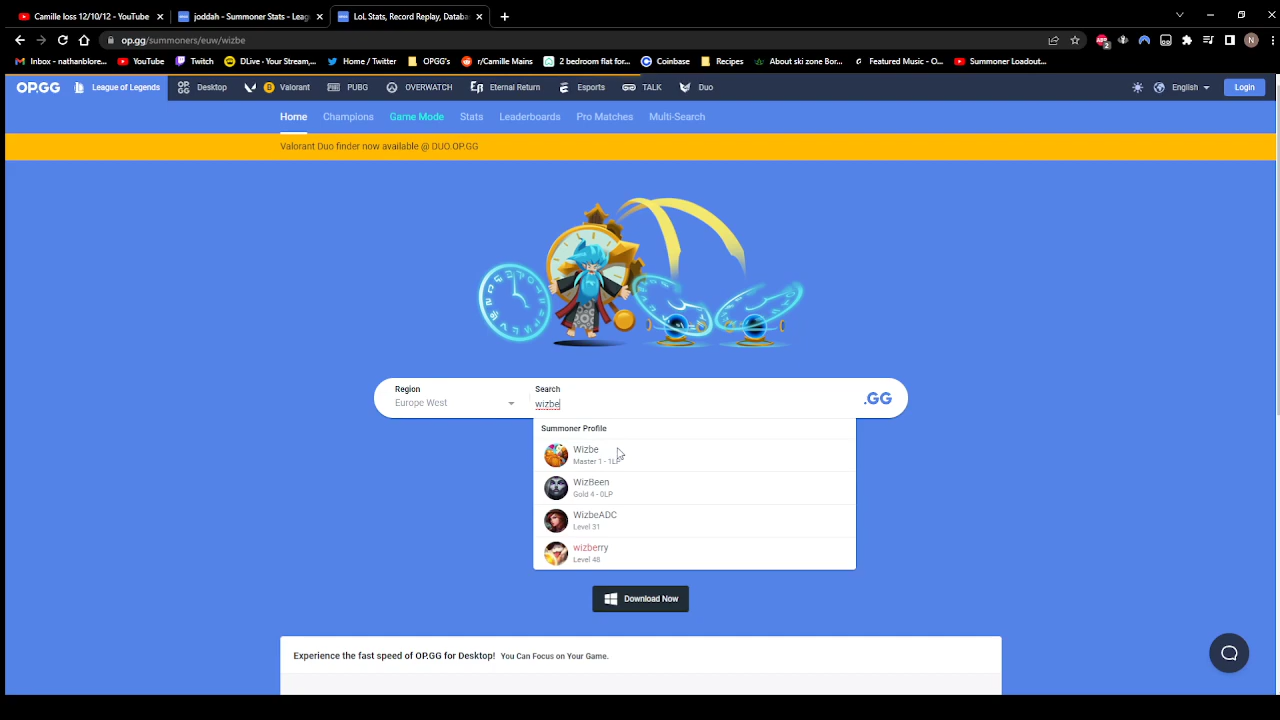 Camille loss 12/10/12 - YouTube
joddah - Summoner Stats - Leag
LoL Stats, Record Replay, Databa
op.gg/summoners/euw/wizbe
N
Inbox - nathanblore...
YouTube
Twitch
DLive - Your Stream,...
Home / Twitter
OPGG's
r/Camille Mains
2 bedroom flat for...
Coinbase
Recipes
About ski zone Bor...
Featured Music - O...
Summoner Loadout...
OP.GG
League of Legends
Desktop
Valorant
PUBG
OVERWATCH
Eternal Return
Esports
TALK
Duo
English
Login
Home
Champions
Game Mode
Stats
Leaderboards
Pro Matches
Multi-Search
Valorant Duo finder now available @ DUO.OP.GG
Region
Europe West
Search
wizbe
.GG
Summoner Profile
Wizbe
Master 1 - 1LP
WizBeen
Gold 4 - 0LP
WizbeADC
Level 31
wizberry
Level 48
Download Now
Experience the fast speed of OP.GG for Desktop! You Can Focus on Your Game.